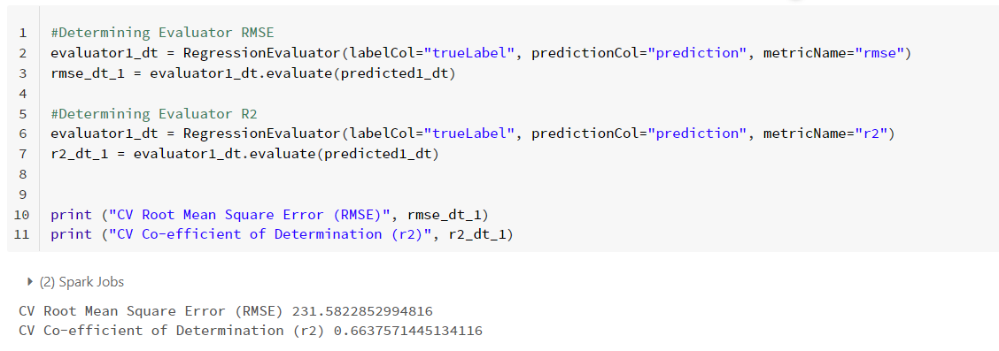 1 #Determining Evaluator RMSE
2 evaluator1_dt = RegressionEvaluator(labelCol="trueLabel", predictionCol="prediction", metricName="rmse")
3 rmse_dt_1 = evaluator1_dt.evaluate(predicted1_dt)
4
5 #Determining Evaluator R2
6 evaluator1_dt = RegressionEvaluator(labelCol="trueLabel", predictionCol="prediction", metricName="r2")
7 r2_dt_1 = evaluator1_dt.evaluate(predicted1_dt)
8
9
10 print ("CV Root Mean Square Error (RMSE)", rmse_dt_1)
11 print ("CV Co-efficient of Determination (r2)", r2_dt_1)
(2) Spark Jobs
CV Root Mean Square Error (RMSE) 231.5822852994816
CV Co-efficient of Determination (r2) 0.6637571445134116